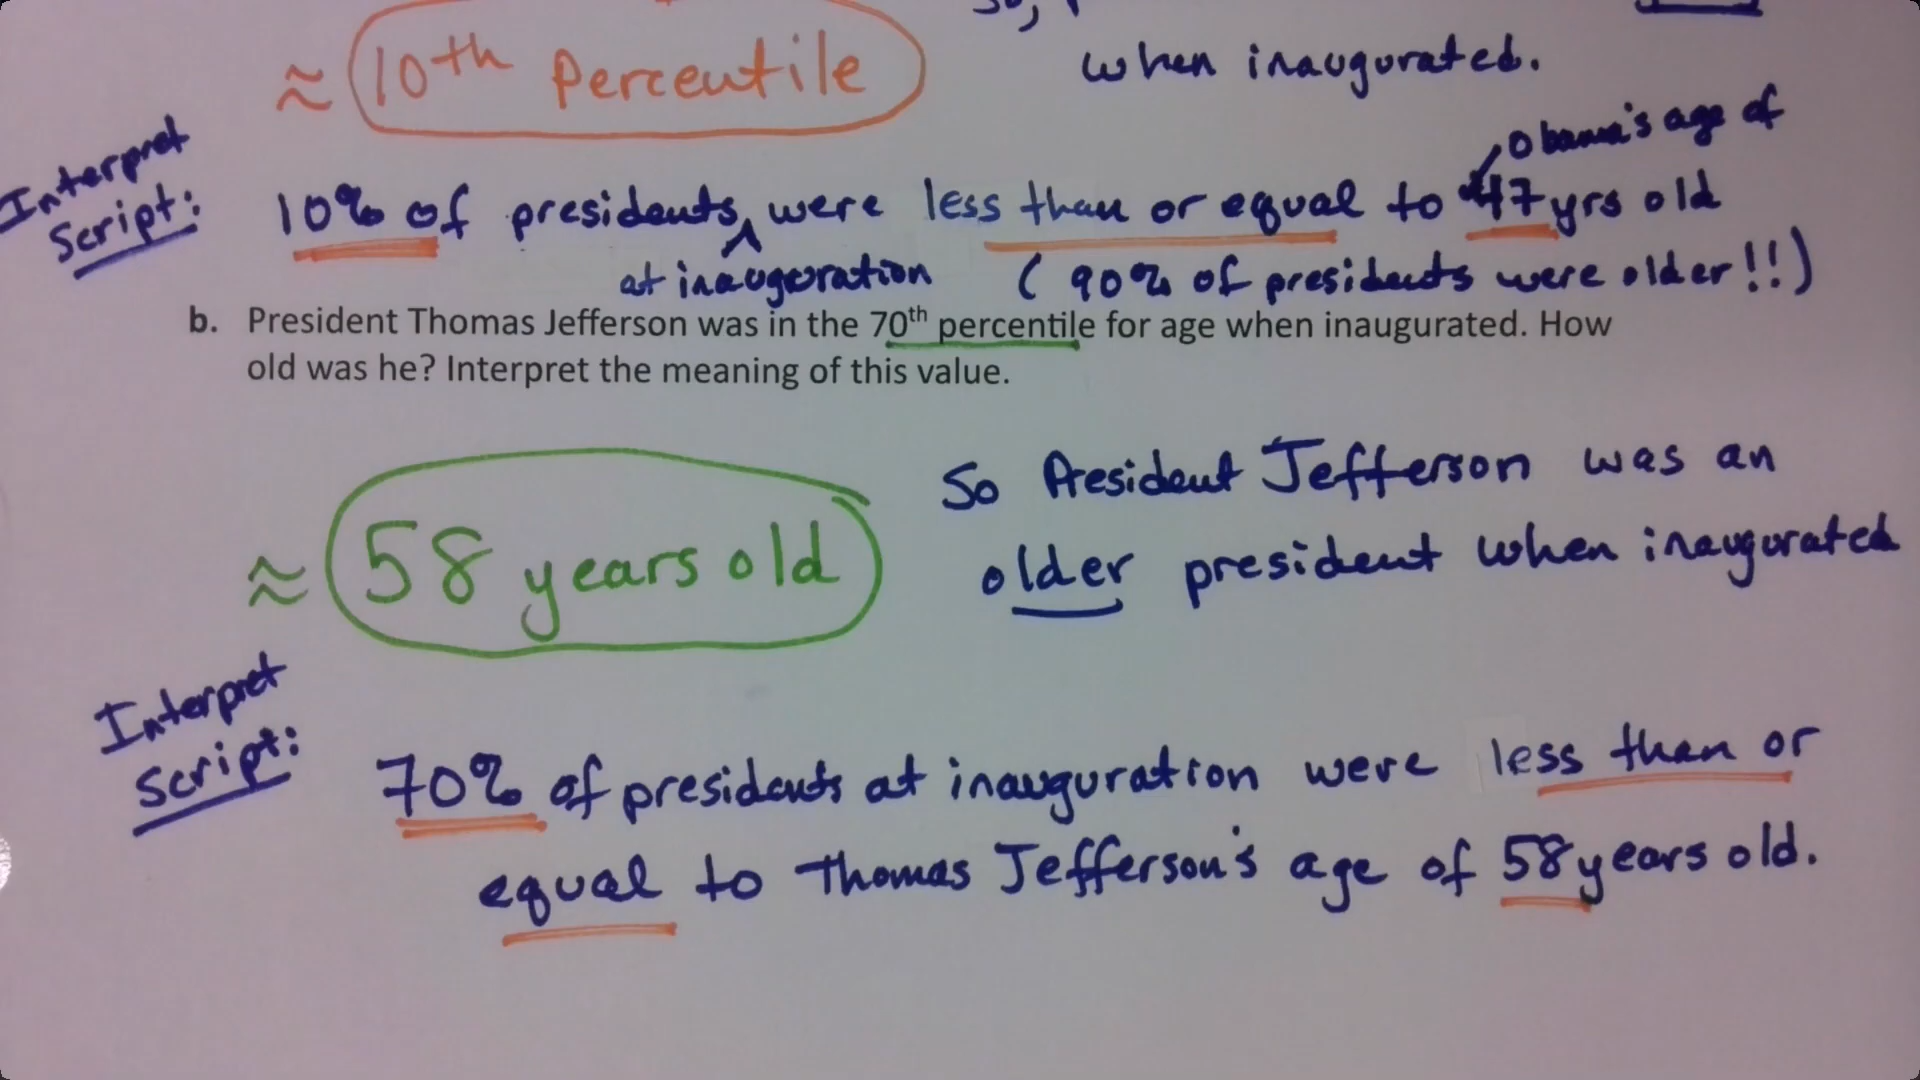 ≈ 10th Percentile
when inaugurated.
Obama's age of
Interpret
Script:
10% of presidents ^ were less than or equal to 47 yrs old
at inauguration (90% of presidents were older!!)
b. President Thomas Jefferson was in the 70th percentile for age when inaugurated. How
old was he? Interpret the meaning of this value.
≈ 58 years old
So President Jefferson was an
older president when inaugurated
Interpret
Script:
70% of presidents at inauguration were less than or
equal to Thomas Jefferson's age of 58 years old.